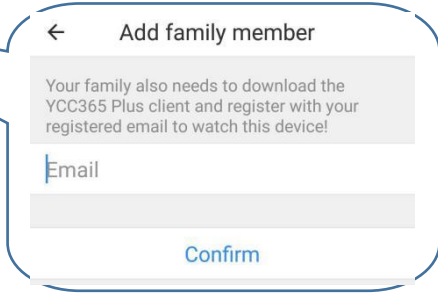 Add family member
Your family also needs to download the
YCC365 Plus client and register with your
registered email to watch this device!
Email
Confirm